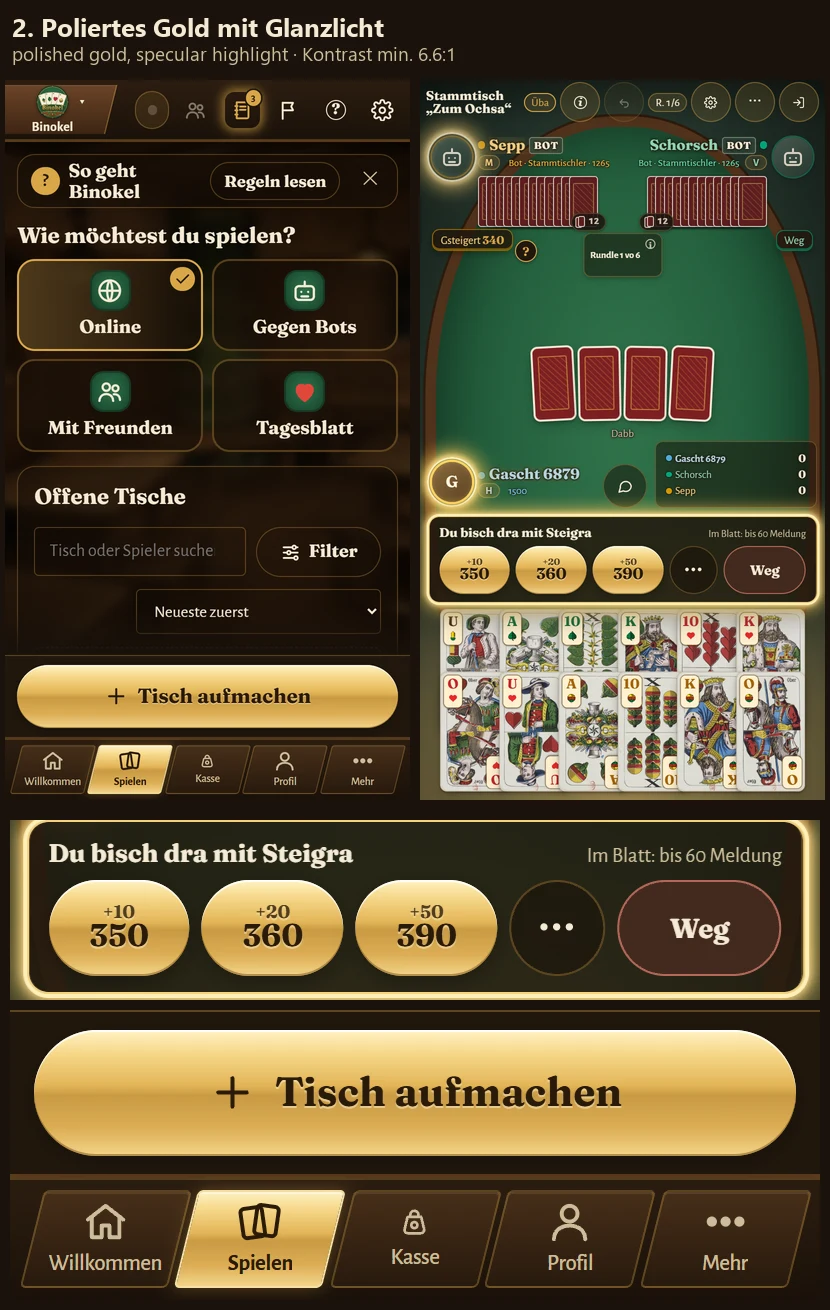 2. Poliertes Gold mit Glanzlicht
polished gold, specular highlight · Kontrast min. 6.6:1
Binokel
3
?
?
So geht
Binokel
Regeln lesen
Wie möchtest du spielen?
Online
Gegen Bots
Mit Freunden
Tagesblatt
Offene Tische
Tisch oder Spieler suche
Filter
Neueste zuerst
+ Tisch aufmachen
Willkommen
Spielen
Kasse
Profil
Mehr
Stammtisch
„Zum Ochsa“
Üba
R. 1/6
Sepp BOT
M Bot · Stammtischler · 1265
Schorsch BOT
Bot · Stammtischler · 1265 V
12
12
Gsteigert 340
?
Rundle 1 vo 6
Weg
Dabb
G
Gascht 6879
H 1500
Gascht 6879 0
Schorsch 0
Sepp 0
Du bisch dra mit Steigra
Im Blatt: bis 60 Meldung
+10
350
+20
360
+50
390
Weg
U A 10 K 10 K
O U A 10 K O
Du bisch dra mit Steigra
Im Blatt: bis 60 Meldung
+10
350
+20
360
+50
390
Weg
+ Tisch aufmachen
Willkommen
Spielen
Kasse
Profil
Mehr